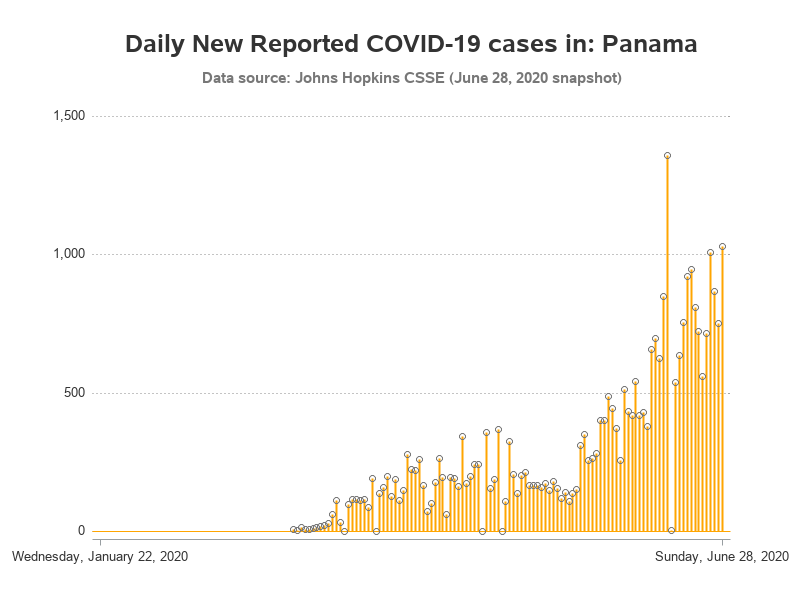 Daily New Reported COVID-19 cases in: Panama
Data source: Johns Hopkins CSSE (June 28, 2020 snapshot)
1,500
1,000
500
0
Wednesday, January 22, 2020
Sunday, June 28, 2020